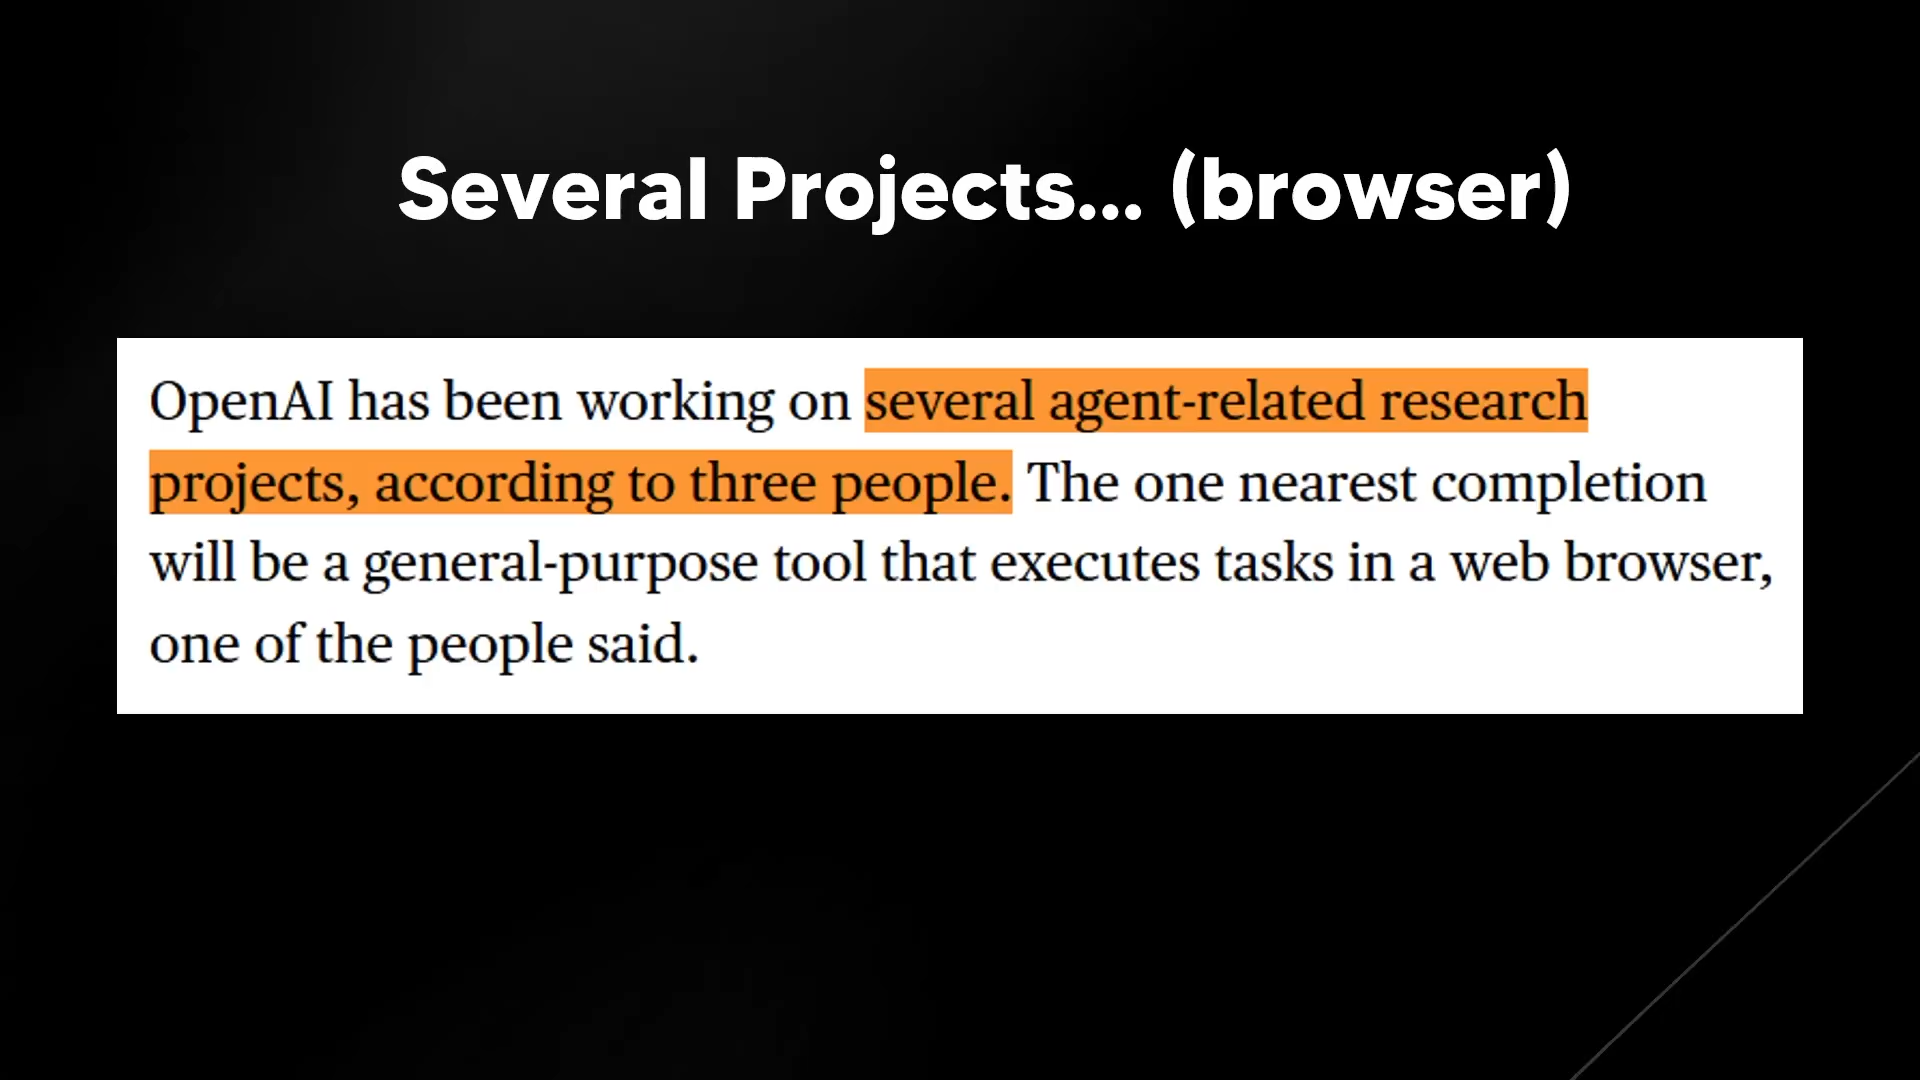 Several Projects... (browser)
OpenAI has been working on several agent-related research
projects, according to three people. The one nearest completion
will be a general-purpose tool that executes tasks in a web browser,
one of the people said.